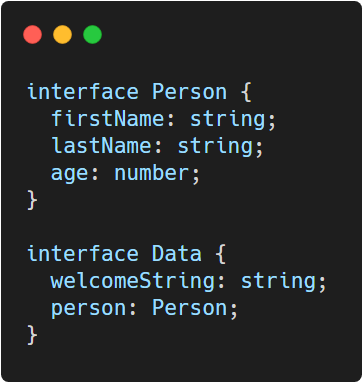 interface Person {
  firstName: string;
  lastName: string;
  age: number;
}

interface Data {
  welcomeString: string;
  person: Person;
}